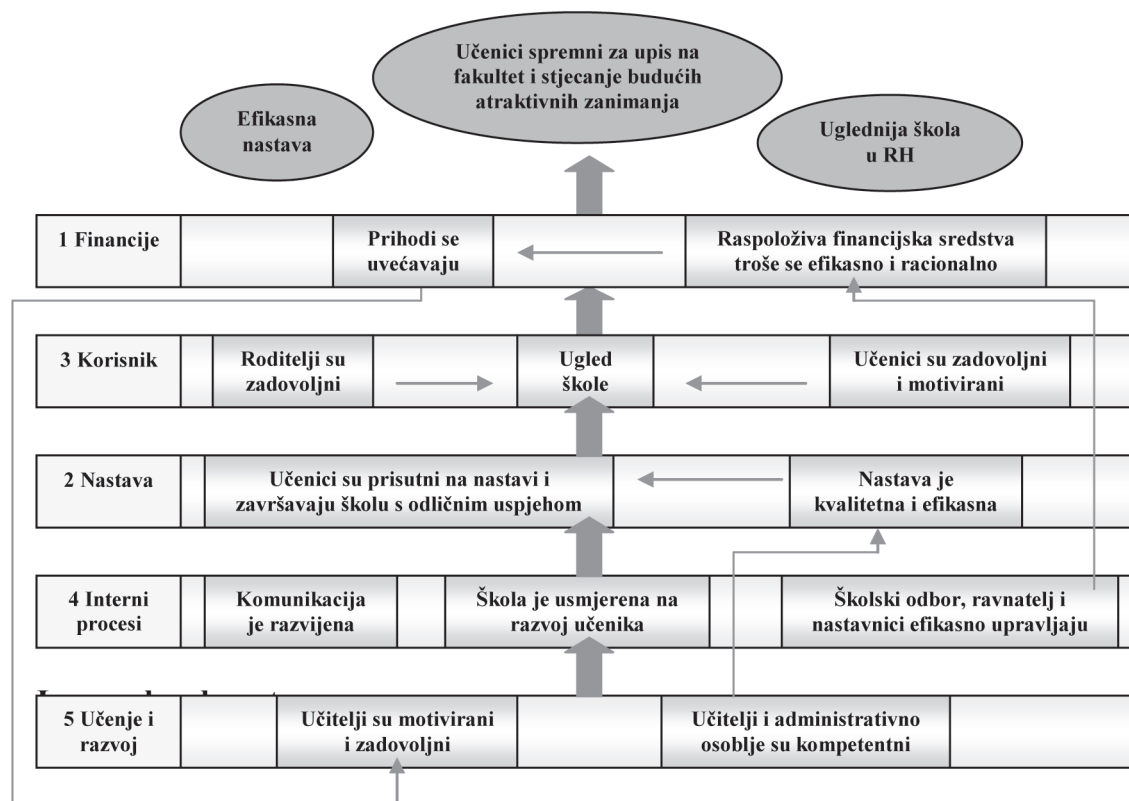 Učenici spremni za upis na
fakultet i stjecanje budućih
atraktivnih zanimanja
Efikasna
nastava
Uglednija škola
u RH
1 Financije
Prihodi se
uvećavaju
Raspoloživa financijska sredstva
troše se efikasno i racionalno
3 Korisnik
Roditelji su
zadovoljni
Ugled
škole
Učenici su zadovoljni
i motivirani
2 Nastava
Učenici su prisutni na nastavi i
završavaju školu s odličnim uspjehom
Nastava je
kvalitetna i efikasna
4 Interni
procesi
Komunikacija
je razvijena
Škola je usmjerena na
razvoj učenika
Školski odbor, ravnatelj i
nastavnici efikasno upravljaju
5 Učenje i
razvoj
Učitelji su motivirani
i zadovoljni
Učitelji i administrativno
osoblje su kompetentni